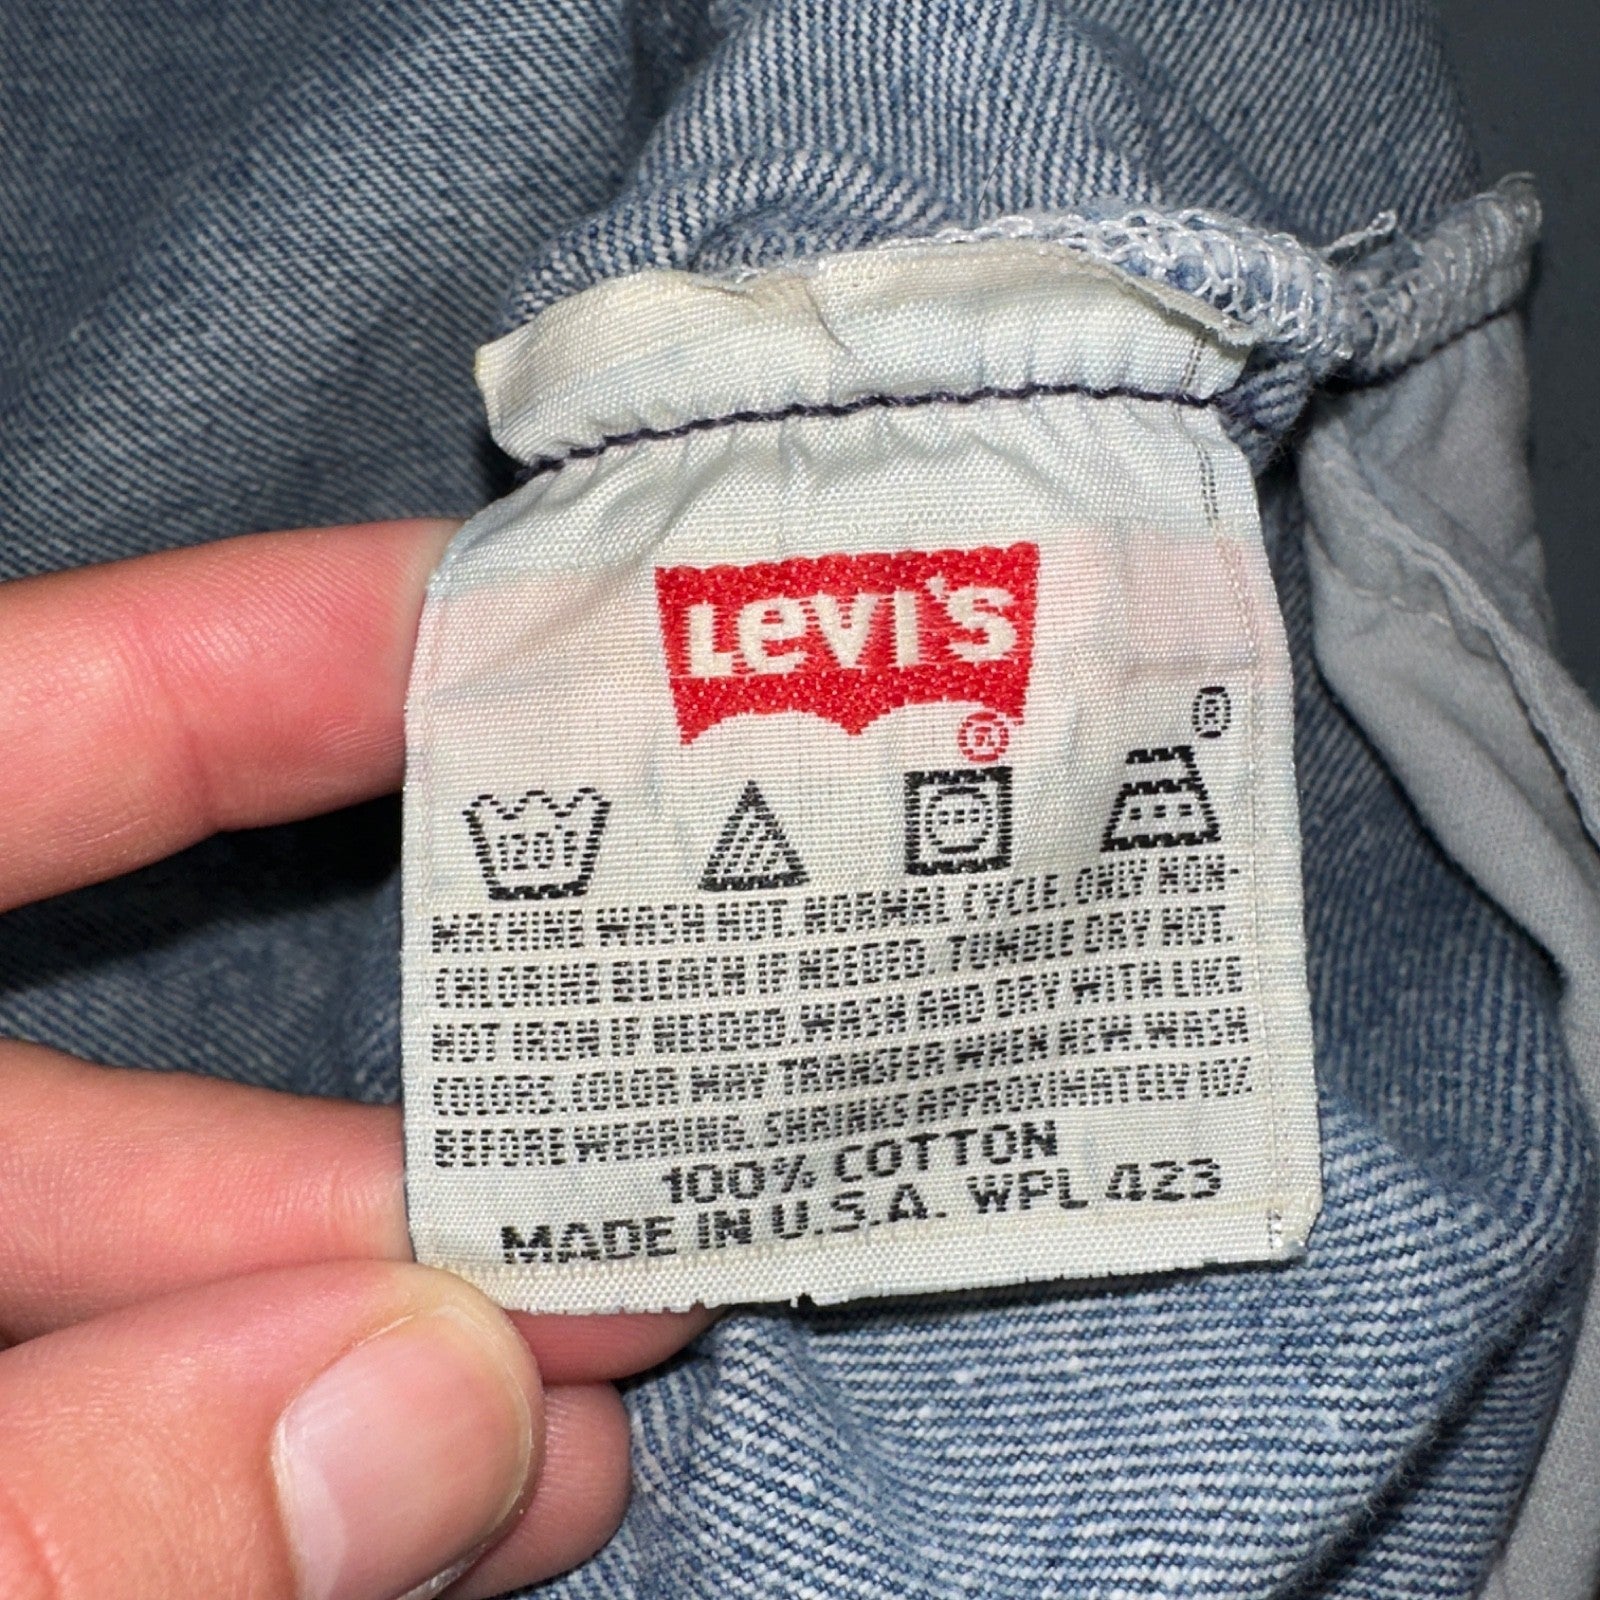 LEVI'S
®
®
120°F
MACHINE WASH HOT. NORMAL CYCLE. ONLY NON-
CHLORINE BLEACH IF NEEDED. TUMBLE DRY HOT.
HOT IRON IF NEEDED. WASH AND DRY WITH LIKE
COLORS. COLOR MAY TRANSFER WHEN NEW. WASH
BEFORE WEARING. SHRINKS APPROXIMATELY 10%
100% COTTON
MADE IN U.S.A. WPL 423